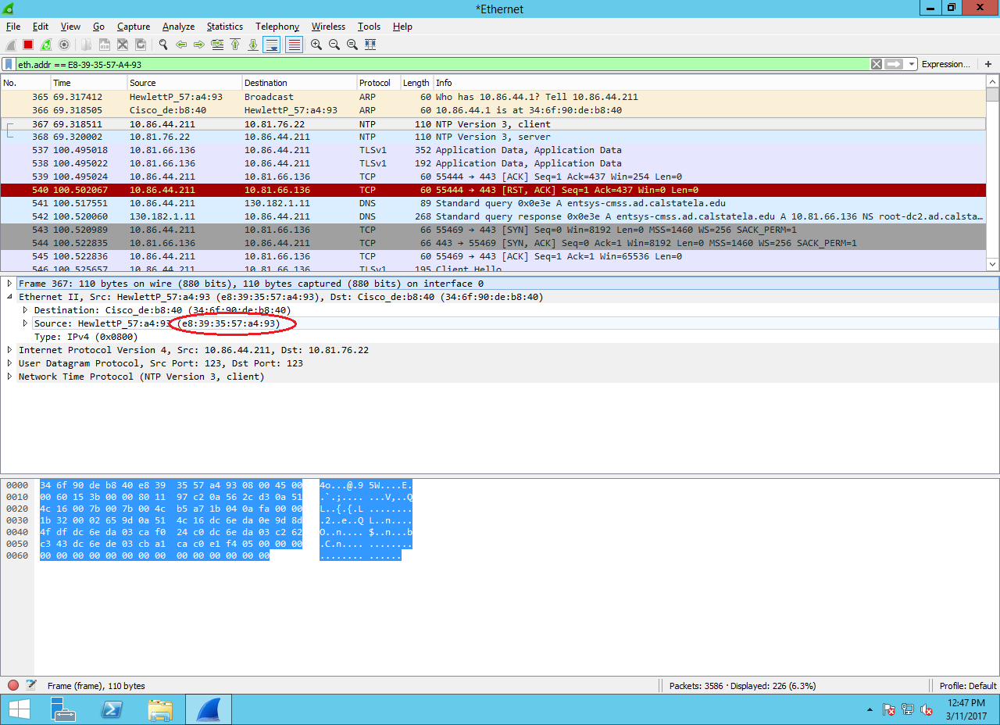 *Ethernet
File Edit View Go Capture Analyze Statistics Telephony Wireless Tools Help
eth.addr == E8-39-35-57-A4-93 Expression... +
No. Time Source Destination Protocol Length Info
365 69.317412 HewlettP_57:a4:93 Broadcast ARP 60 Who has 10.86.44.1? Tell 10.86.44.211
366 69.318505 Cisco_de:b8:40 HewlettP_57:a4:93 ARP 60 10.86.44.1 is at 34:6f:90:de:b8:40
367 69.318511 10.86.44.211 10.81.76.22 NTP 110 NTP Version 3, client
368 69.320002 10.81.76.22 10.86.44.211 NTP 110 NTP Version 3, server
537 100.495018 10.81.66.136 10.86.44.211 TLSv1 352 Application Data, Application Data
538 100.495022 10.81.66.136 10.86.44.211 TLSv1 192 Application Data, Application Data
539 100.495024 10.81.66.136 10.86.44.211 TCP 60 55444 → 443 [ACK] Seq=1 Ack=437 Win=254 Len=0
540 100.502067 10.86.44.211 10.81.66.136 TCP 60 55444 → 443 [RST, ACK] Seq=1 Ack=437 Win=0 Len=0
541 100.517551 10.86.44.211 130.182.1.11 DNS 89 Standard query 0x0e3e A entsys-cmss.ad.calstatela.edu
542 100.520060 130.182.1.11 10.86.44.211 DNS 268 Standard query response 0x0e3e A entsys-cmss.ad.calstatela.edu A 10.81.66.136 NS root-dc2.ad.calsta…
543 100.520989 10.86.44.211 10.81.66.136 TCP 66 55469 → 443 [SYN] Seq=0 Win=8192 Len=0 MSS=1460 WS=256 SACK_PERM=1
544 100.522835 10.81.66.136 10.86.44.211 TCP 66 443 → 55469 [SYN, ACK] Seq=0 Ack=1 Win=8192 Len=0 MSS=1460 WS=256 SACK_PERM=1
545 100.522836 10.86.44.211 10.81.66.136 TCP 60 55469 → 443 [ACK] Seq=1 Ack=1 Win=65536 Len=0
546 100.525657 10.86.44.211 10.81.66.136 TLSv1 195 Client Hello
Frame 367: 110 bytes on wire (880 bits), 110 bytes captured (880 bits) on interface 0
Ethernet II, Src: HewlettP_57:a4:93 (e8:39:35:57:a4:93), Dst: Cisco_de:b8:40 (34:6f:90:de:b8:40)
Destination: Cisco_de:b8:40 (34:6f:90:de:b8:40)
Source: HewlettP_57:a4:93 (e8:39:35:57:a4:93)
Type: IPv4 (0x0800)
Internet Protocol Version 4, Src: 10.86.44.211, Dst: 10.81.76.22
User Datagram Protocol, Src Port: 123, Dst Port: 123
Network Time Protocol (NTP Version 3, client)
0000 34 6f 90 de b8 40 e8 39 35 57 a4 93 08 00 45 00 4o...@.9 5W....E.
0010 00 60 15 3b 00 00 80 11 97 c2 0a 56 2c d3 0a 51 .`.;.... ...V,..Q
0020 4c 16 00 7b 00 7b 00 4c b5 a7 1b 04 0a fa 00 00 L..{.{.L ........
0030 1b 32 00 02 65 9d 0a 51 4c 16 dc 6e da 0e 9d 8d .2..e..Q L..n....
0040 4f df dc 6e da 03 ca f0 24 c0 dc 6e da 03 c2 62 O..n.... $..n...b
0050 c3 43 dc 6e de 03 cb a1 ca c0 e1 f4 05 00 00 00 .C.n.... ........
0060 00 00 00 00 00 00 00 00 00 00 00 00 00 00 ........ ......
Frame (frame), 110 bytes Packets: 3586 · Displayed: 226 (6.3%) Profile: Default
12:47 PM
3/11/2017